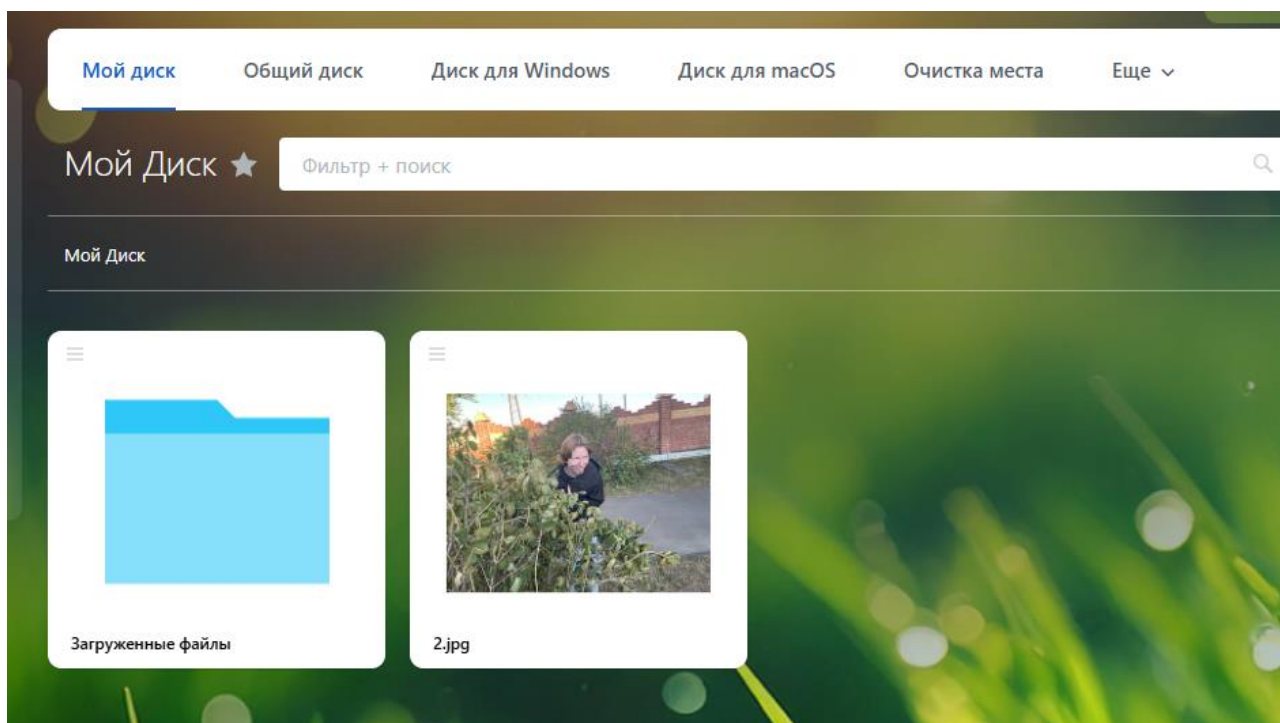 Мой диск Общий диск Диск для Windows Диск для macOS Очистка места Еще
Мой Диск Фильтр + поиск
Мой Диск
Загруженные файлы 2.jpg